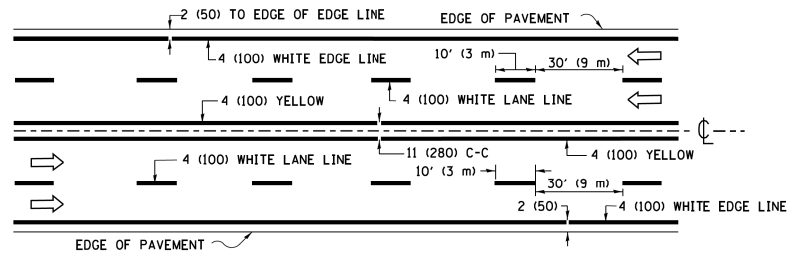 2 (50) TO EDGE OF EDGE LINE
EDGE OF PAVEMENT
4 (100) WHITE EDGE LINE
10' (3 m)
30' (9 m)
4 (100) YELLOW
4 (100) WHITE LANE LINE
℄
4 (100) WHITE LANE LINE
11 (280) C-C
4 (100) YELLOW
10' (3 m)
30' (9 m)
2 (50)
4 (100) WHITE EDGE LINE
EDGE OF PAVEMENT